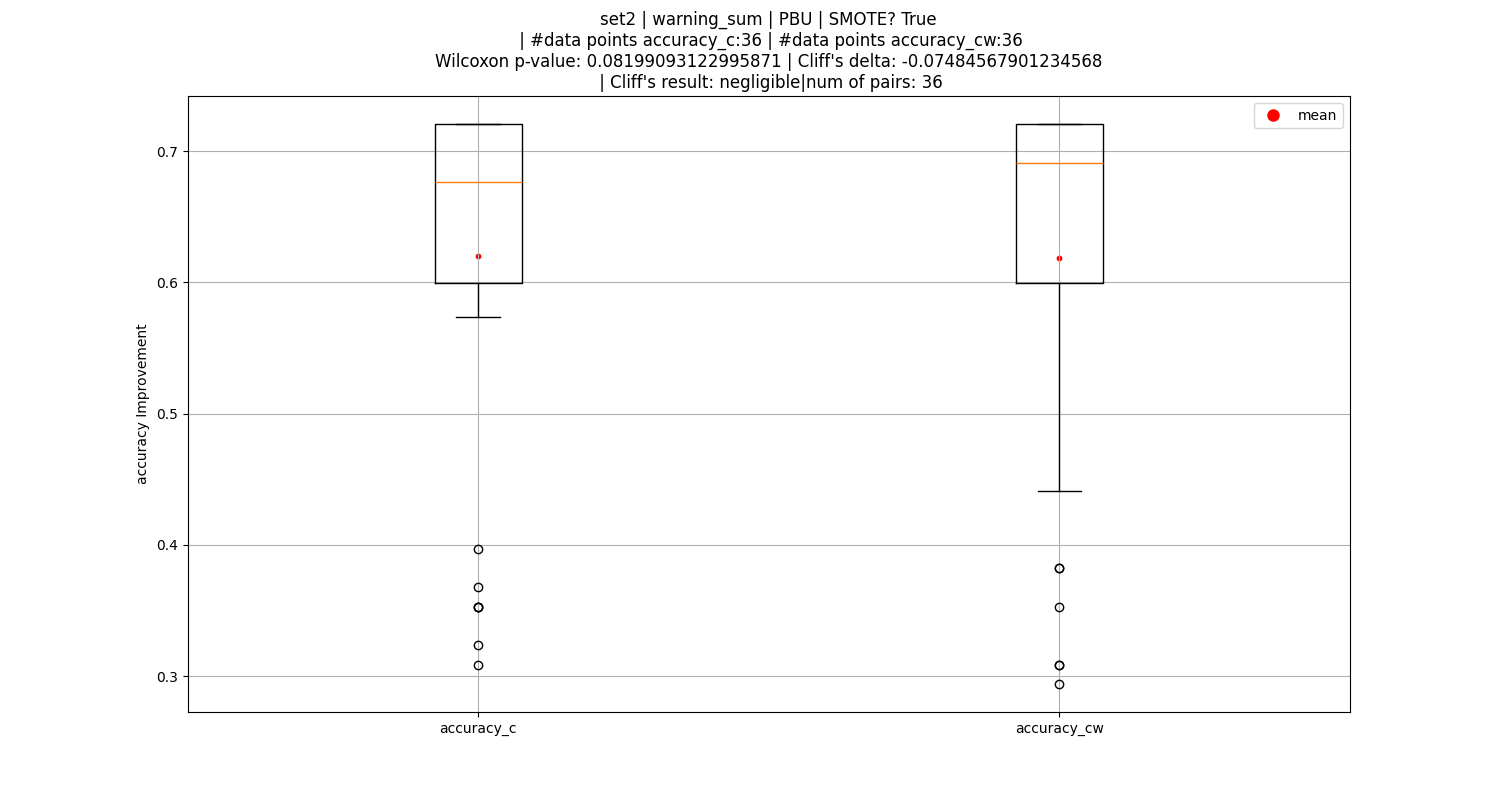 set2 | warning_sum | PBU | SMOTE? True
| #data points accuracy_c:36 | #data points accuracy_cw:36
Wilcoxon p-value: 0.08199093122995871 | Cliff's delta: -0.07484567901234568
| Cliff's result: negligible|num of pairs: 36
mean
0.7
0.6
0.5
0.4
0.3
accuracy Improvement
accuracy_c
accuracy_cw